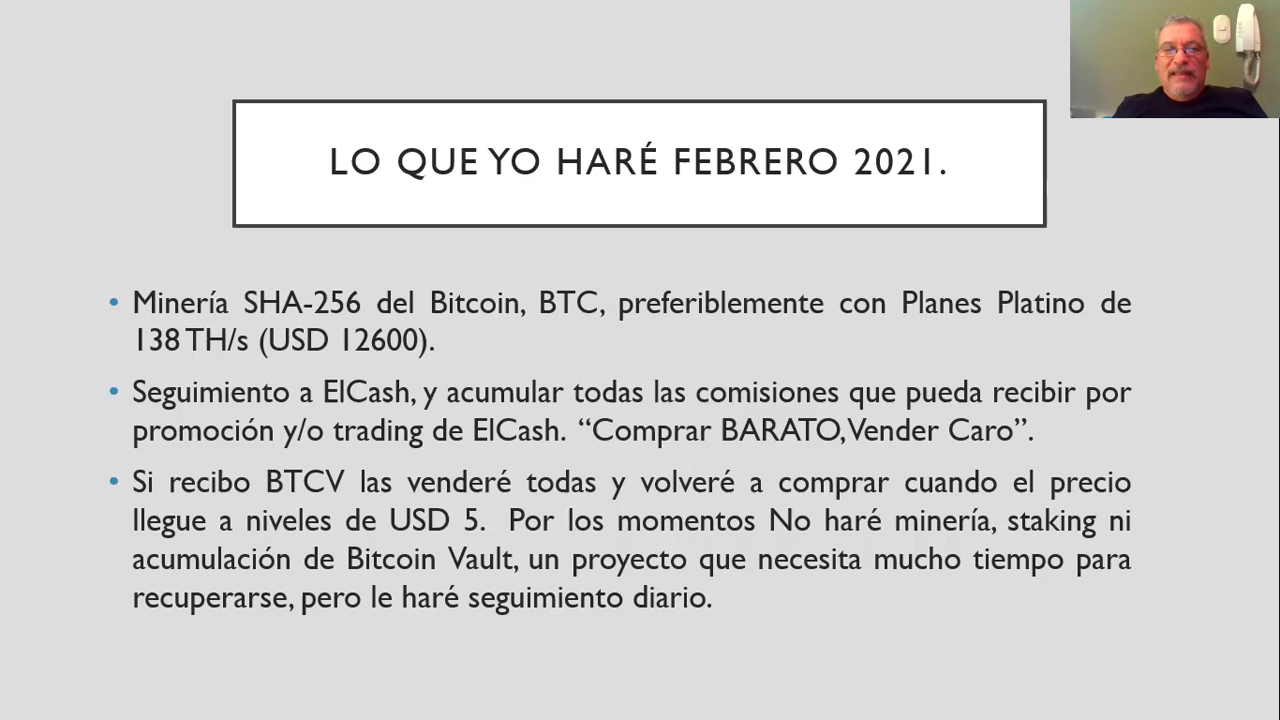 LO QUE YO HARÉ FEBRERO 2021.
• Minería SHA-256 del Bitcoin, BTC, preferiblemente con Planes Platino de
138 TH/s (USD 12600).
• Seguimiento a ElCash, y acumular todas las comisiones que pueda recibir por
promoción y/o trading de ElCash. “Comprar BARATO, Vender Caro”.
• Si recibo BTCV las venderé todas y volveré a comprar cuando el precio
llegue a niveles de USD 5. Por los momentos No haré minería, staking ni
acumulación de Bitcoin Vault, un proyecto que necesita mucho tiempo para
recuperarse, pero le haré seguimiento diario.